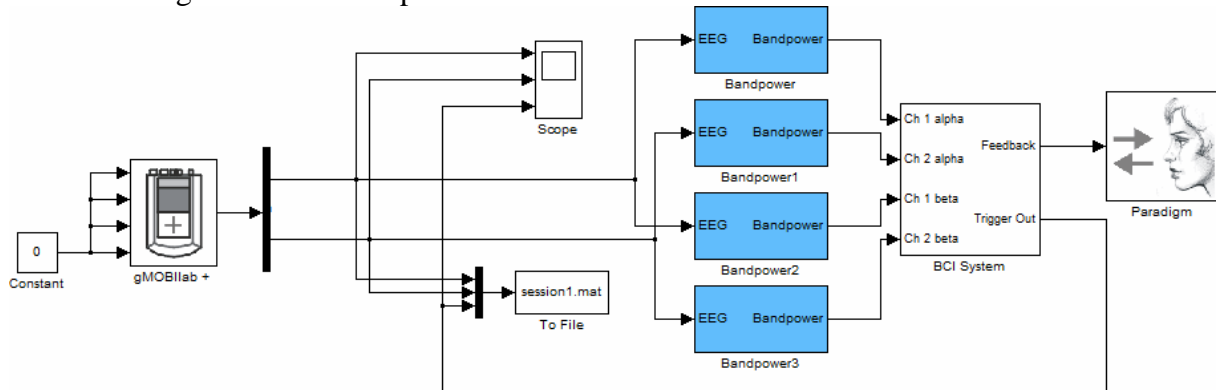 EEG Bandpower
Bandpower
Scope
EEG Bandpower
Bandpower1
EEG Bandpower
Bandpower2
EEG Bandpower
Bandpower3
Ch 1 alpha
Ch 2 alpha
Ch 1 beta
Ch 2 beta
Feedback
Trigger Out
BCI System
Paradigm
0
Constant
gMOBIlab +
session1.mat
To File